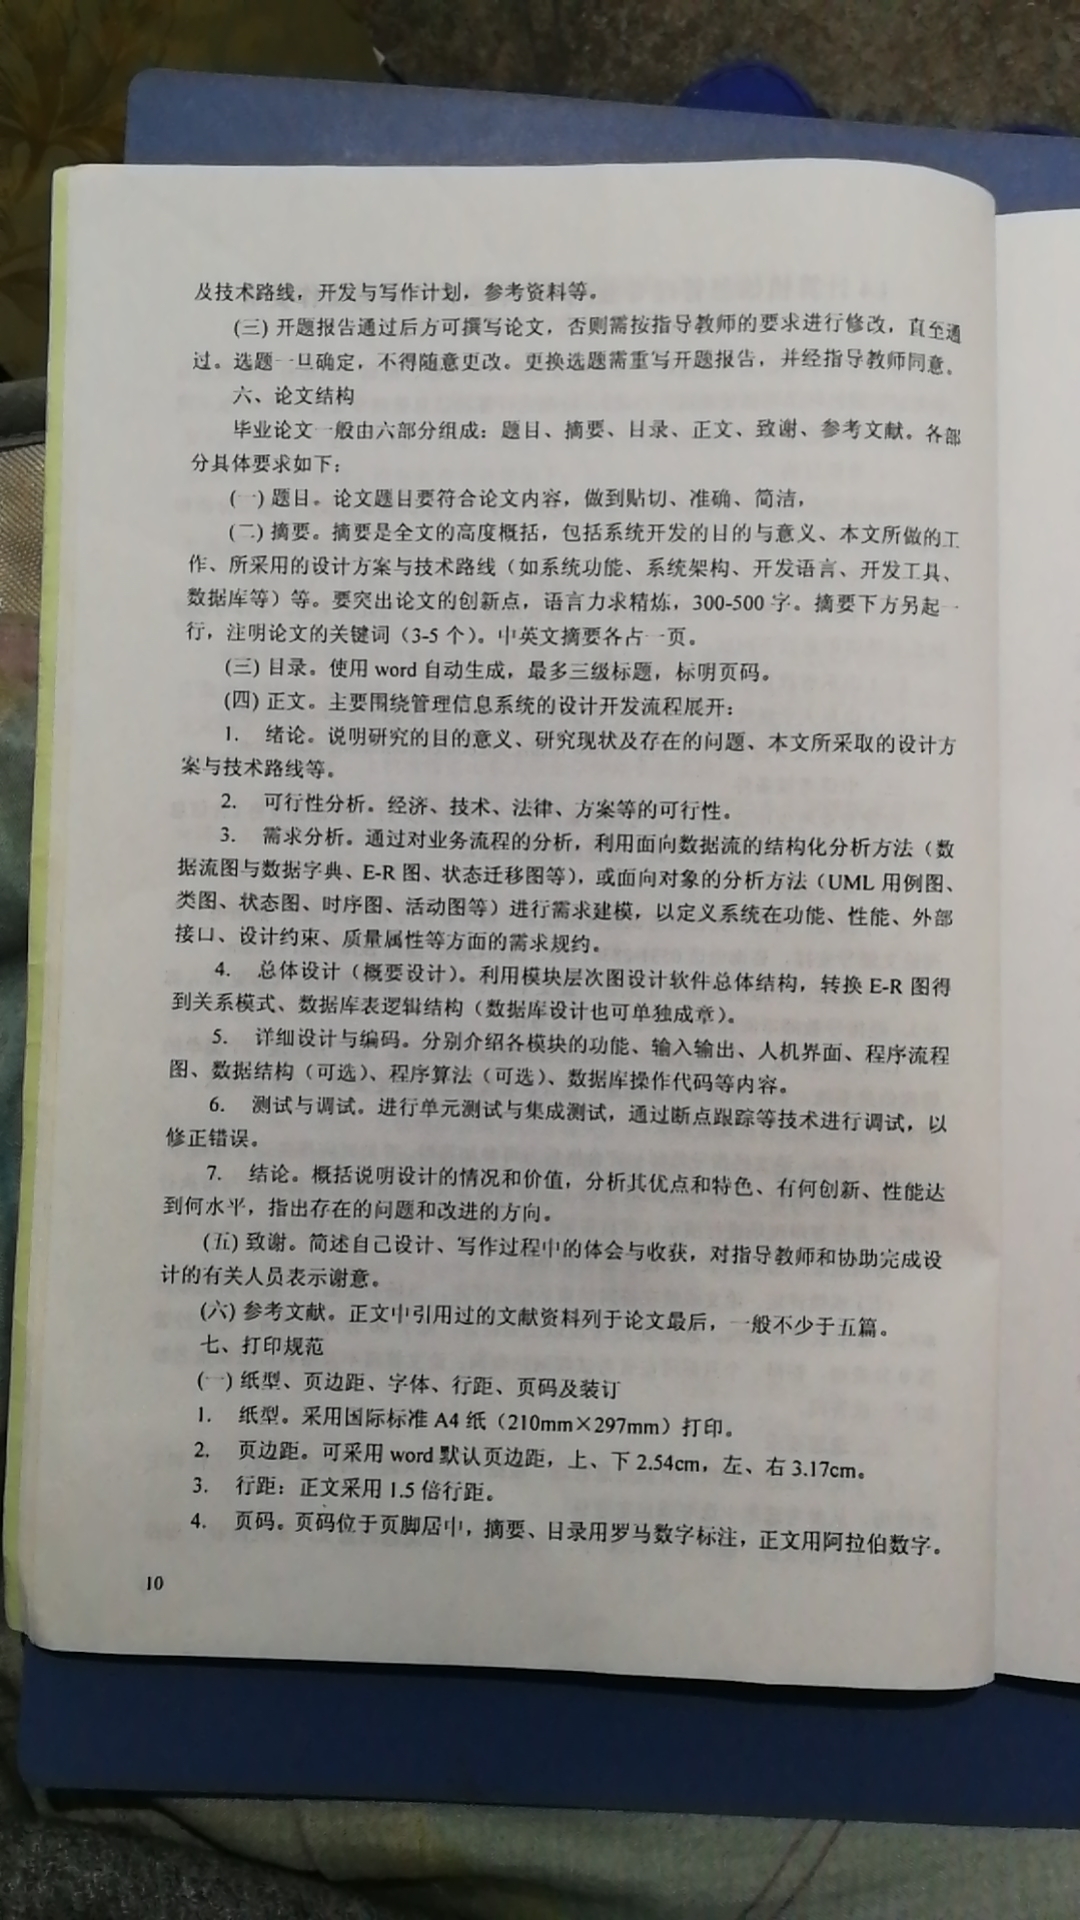 及技术路线，开发与写作计划，参考资料等。
(三) 开题报告通过后方可撰写论文，否则需按指导教师的要求进行修改，直至通
过。选题一旦确定，不得随意更改。更换选题需重写开题报告，并经指导教师同意。
六、论文结构
毕业论文一般由六部分组成：题目、摘要、目录、正文、致谢、参考文献。各部
分具体要求如下：
(一) 题目。论文题目要符合论文内容，做到贴切、准确、简洁，
(二) 摘要。摘要是全文的高度概括，包括系统开发的目的与意义、本文所做的工
作、所采用的设计方案与技术路线（如系统功能、系统架构、开发语言、开发工具、
数据库等）等。要突出论文的创新点，语言力求精炼，300-500 字。摘要下方另起一
行，注明论文的关键词（3-5 个）。中英文摘要各占一页。
(三) 目录。使用 word 自动生成，最多三级标题，标明页码。
(四) 正文。主要围绕管理信息系统的设计开发流程展开：
1. 绪论。说明研究的目的意义、研究现状及存在的问题、本文所采取的设计方
案与技术路线等。
2. 可行性分析。经济、技术、法律、方案等的可行性。
3. 需求分析。通过对业务流程的分析，利用面向数据流的结构化分析方法（数
据流图与数据字典、E-R 图、状态迁移图等），或面向对象的分析方法（UML 用例图、
类图、状态图、时序图、活动图等）进行需求建模，以定义系统在功能、性能、外部
接口、设计约束、质量属性等方面的需求规约。
4. 总体设计（概要设计）。利用模块层次图设计软件总体结构，转换 E-R 图得
到关系模式、数据库表逻辑结构（数据库设计也可单独成章）。
5. 详细设计与编码。分别介绍各模块的功能、输入输出、人机界面、程序流程
图、数据结构（可选）、程序算法（可选）、数据库操作代码等内容。
6. 测试与调试。进行单元测试与集成测试，通过断点跟踪等技术进行调试，以
修正错误。
7. 结论。概括说明设计的情况和价值，分析其优点和特色、有何创新、性能达
到何水平，指出存在的问题和改进的方向。
(五) 致谢。简述自己设计、写作过程中的体会与收获，对指导教师和协助完成设
计的有关人员表示谢意。
(六) 参考文献。正文中引用过的文献资料列于论文最后，一般不少于五篇。
七、打印规范
(一) 纸型、页边距、字体、行距、页码及装订
1. 纸型。采用国际标准 A4 纸（210mm×297mm）打印。
2. 页边距。可采用 word 默认页边距，上、下 2.54cm，左、右 3.17cm。
3. 行距：正文采用 1.5 倍行距。
4. 页码。页码位于页脚居中，摘要、目录用罗马数字标注，正文用阿拉伯数字。
10